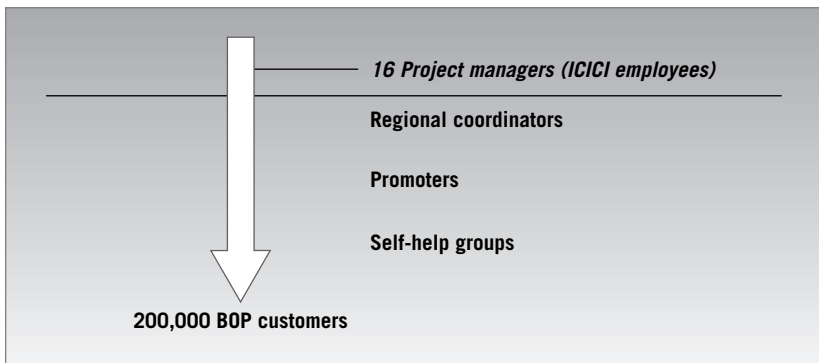 16 Project managers (ICICI employees)
Regional coordinators
Promoters
Self-help groups
200,000 BOP customers